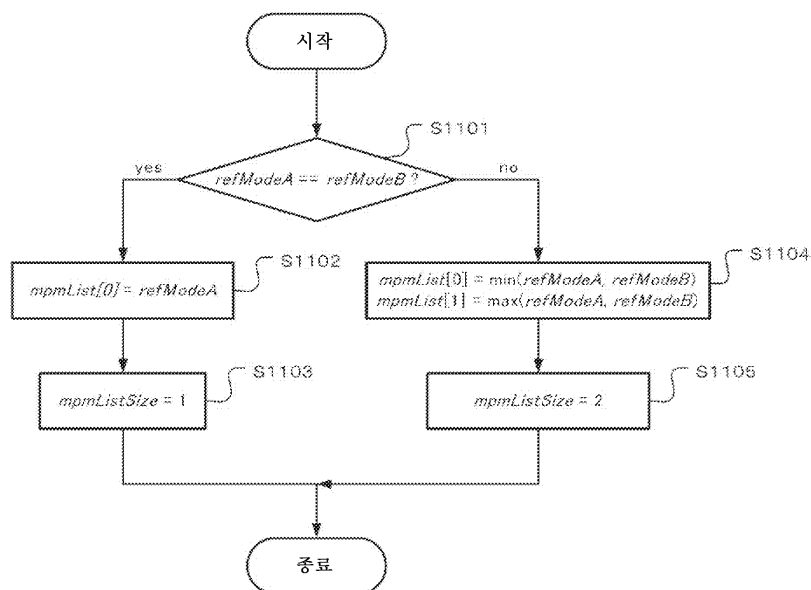 시작
S1101
yes
refModeA == refModeB ?
no
S1102
mpmList[0] = refModeA
S1104
mpmList[0] = min(refModeA, refModeB)
mpmList[1] = max(refModeA, refModeB)
S1103
mpmListSize = 1
S1105
mpmListSize = 2
종료